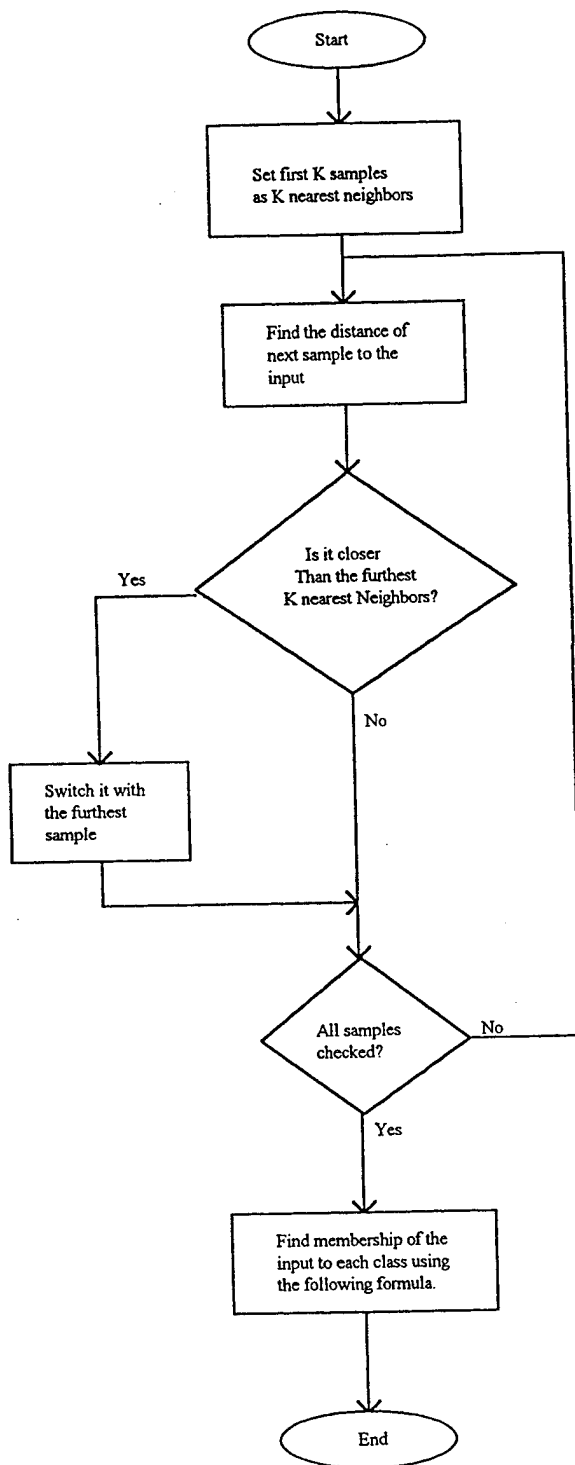 Start
Set first K samples
as K nearest neighbors
Find the distance of
next sample to the
input
Is it closer
Than the furthest
K nearest Neighbors?
Yes
No
Switch it with
the furthest
sample
All samples
checked?
No
Yes
Find membership of the
input to each class using
the following formula.
End